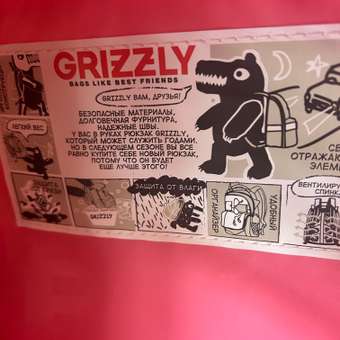 GRIZZLY
BAGS LIKE BEST FRIENDS
GRIZZLY ВАМ, ДРУЗЬЯ!
БЕЗОПАСНЫЕ МАТЕРИАЛЫ,
ДОЛГОВЕЧНАЯ ФУРНИТУРА,
НАДЕЖНЫЕ ШВЫ.
У ВАС В РУКАХ РЮКЗАК GRIZZLY,
КОТОРЫЙ МОЖЕТ СЛУЖИТЬ ГОДАМИ.
НО В СЛЕДУЮЩЕМ СЕЗОНЕ ВЫ ВСЕ
РАВНО КУПИТЕ СЕБЕ НОВЫЙ РЮКЗАК,
ПОТОМУ ЧТО ОН БУДЕТ
ЕЩЕ ЛУЧШЕ ЭТОГО!
ЛЕГКИЙ ВЕС
СВ
ОТРАЖАЮ
ЭЛЕМ
GRIZZLY
ЗАЩИТА ОТ ВЛАГИ
ОРГАНАЙЗЕР
УДОБНЫЙ
ВЕНТИЛИРУ
СПИНК